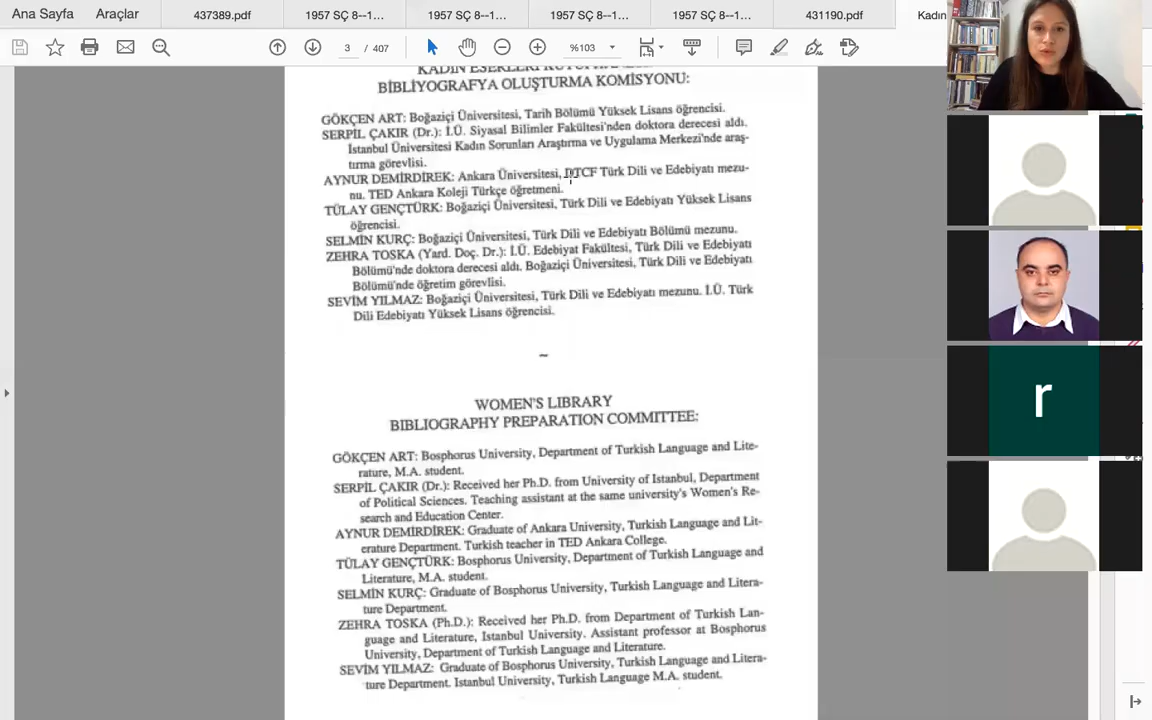 Ana Sayfa Araçlar 437389.pdf 1957 SÇ 8--1... 1957 SÇ 8--1... 1957 SÇ 8--1... 1957 SÇ 8--1... 431190.pdf Kadın
3 / 407 %103
BİBLİYOGRAFYA OLUŞTURMA KOMİSYONU:
GÖKÇEN ART: Boğaziçi Üniversitesi, Tarih Bölümü Yüksek Lisans öğrencisi.
SERPİL ÇAKIR (Dr.): İ.Ü. Siyasal Bilimler Fakültesi'nden doktora derecesi aldı.
İstanbul Üniversitesi Kadın Sorunları Araştırma ve Uygulama Merkezi'nde araş-
tırma görevlisi.
AYNUR DEMİRDİREK: Ankara Üniversitesi, DTCF Türk Dili ve Edebiyatı mezu-
nu. TED Ankara Koleji Türkçe öğretmeni.
TÜLAY GENÇTÜRK: Boğaziçi Üniversitesi, Türk Dili ve Edebiyatı Yüksek Lisans
öğrencisi.
SELMİN KURÇ: Boğaziçi Üniversitesi, Türk Dili ve Edebiyatı Bölümü mezunu.
ZEHRA TOSKA (Yard. Doç. Dr.): İ.Ü. Edebiyat Fakültesi, Türk Dili ve Edebiyatı
Bölümü'nde doktora derecesi aldı. Boğaziçi Üniversitesi, Türk Dili ve Edebiyatı
Bölümü'nde öğretim görevlisi.
SEVİM YILMAZ: Boğaziçi Üniversitesi, Türk Dili ve Edebiyatı mezunu. İ.Ü. Türk
Dili Edebiyatı Yüksek Lisans öğrencisi.
~
WOMEN'S LIBRARY
BIBLIOGRAPHY PREPARATION COMMITTEE:
GÖKÇEN ART: Bosphorus University, Department of Turkish Language and Lite-
rature, M.A. student.
SERPİL ÇAKIR (Dr.): Received her Ph.D. from University of Istanbul, Department
of Political Sciences. Teaching assistant at the same university's Women's Re-
search and Education Center.
AYNUR DEMİRDİREK: Graduate of Ankara University, Turkish Language and Lit-
erature Department. Turkish teacher in TED Ankara College.
TÜLAY GENÇTÜRK: Bosphorus University, Department of Turkish Language and
Literature, M.A. student.
SELMİN KURÇ: Graduate of Bosphorus University, Turkish Language and Litera-
ture Department.
ZEHRA TOSKA (Ph.D.): Received her Ph.D. from Department of Turkish Lan-
guage and Literature, Istanbul University. Assistant professor at Bosphorus
University, Department of Turkish Language and Literature.
SEVİM YILMAZ: Graduate of Bosphorus University, Turkish Language and Litera-
ture Department. Istanbul University, Turkish Language M.A. student.
r